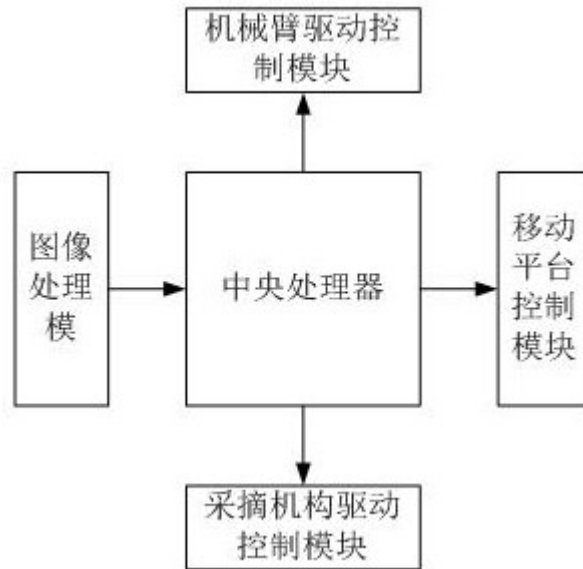 机械臂驱动控
制模块
图像
处理
模
中央处理器
移动
平台
控制
模块
采摘机构驱动
控制模块